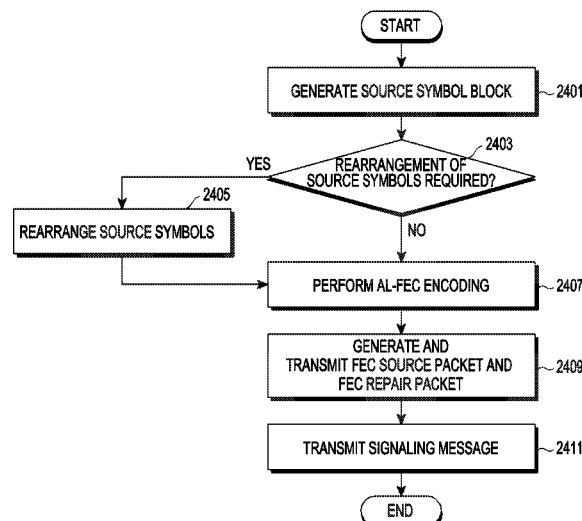 START
GENERATE SOURCE SYMBOL BLOCK
2401
2403
YES
REARRANGEMENT OF
SOURCE SYMBOLS REQUIRED?
2405
REARRANGE SOURCE SYMBOLS
NO
PERFORM AL-FEC ENCODING
2407
GENERATE AND
TRANSMIT FEC SOURCE PACKET AND
FEC REPAIR PACKET
2409
TRANSMIT SIGNALING MESSAGE
2411
END